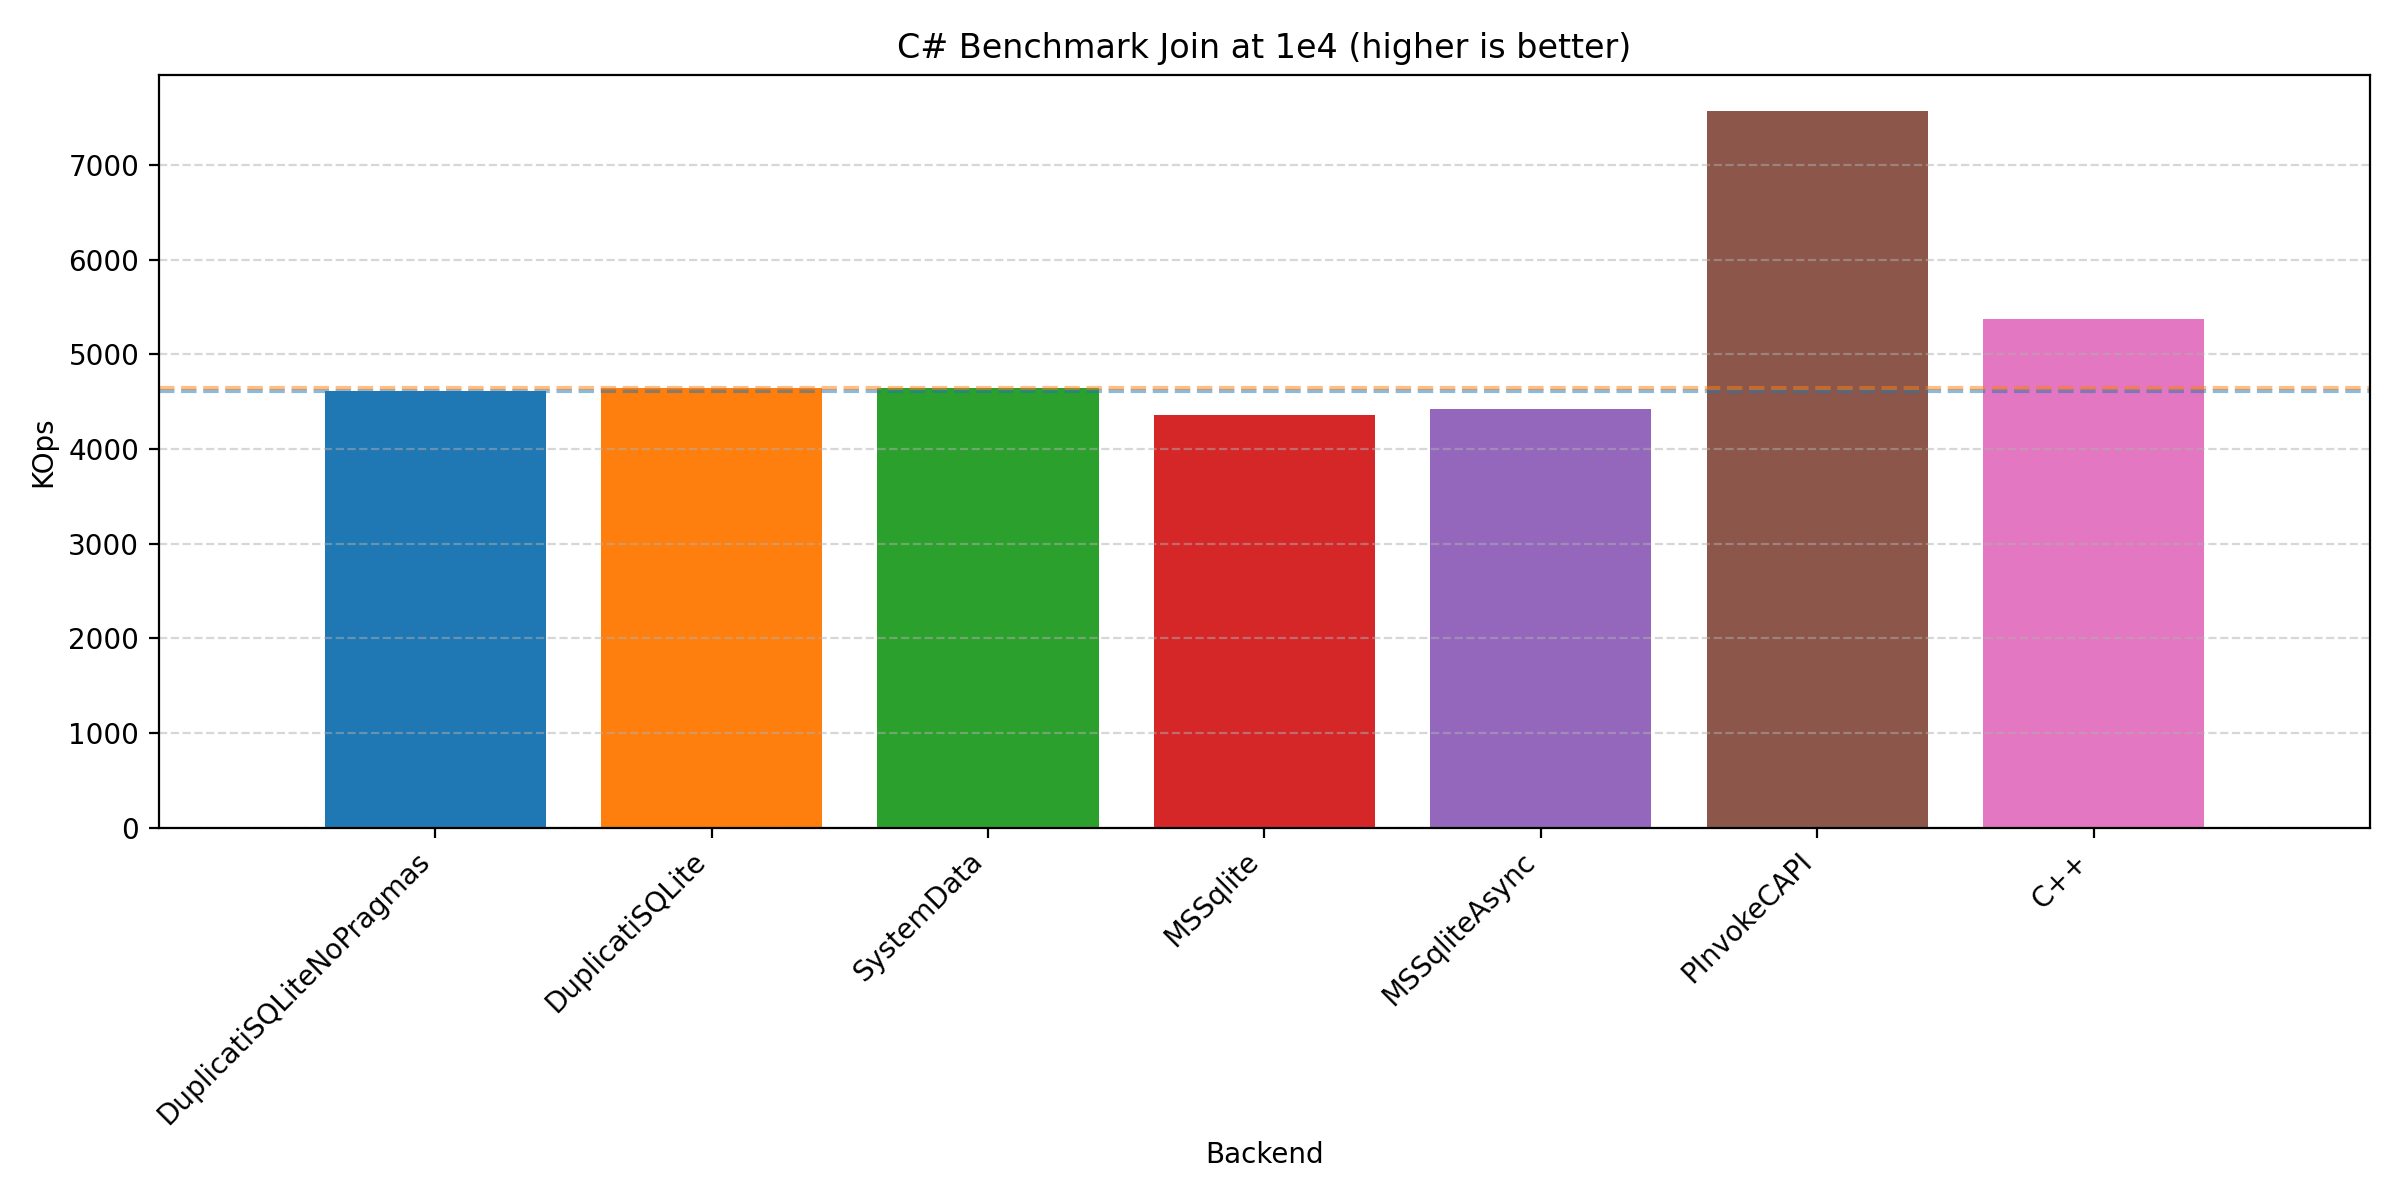 C# Benchmark Join at 1e4 (higher is better)
KOps
7000
6000
5000
4000
3000
2000
1000
0
DuplicatiSQLiteNoPragmas
DuplicatiSQLite
SystemData
MSSqlite
MSSqliteAsync
PInvokeCAPI
C++
Backend